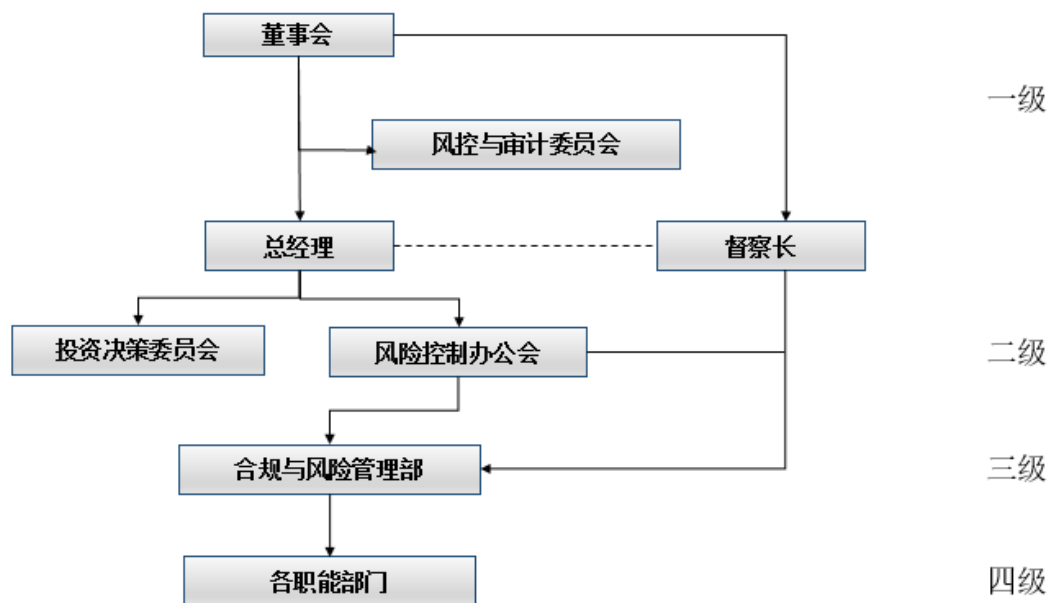 董事会
一级
风控与审计委员会
总经理
督察长
投资决策委员会
风险控制办公会
二级
合规与风险管理部
三级
各职能部门
四级